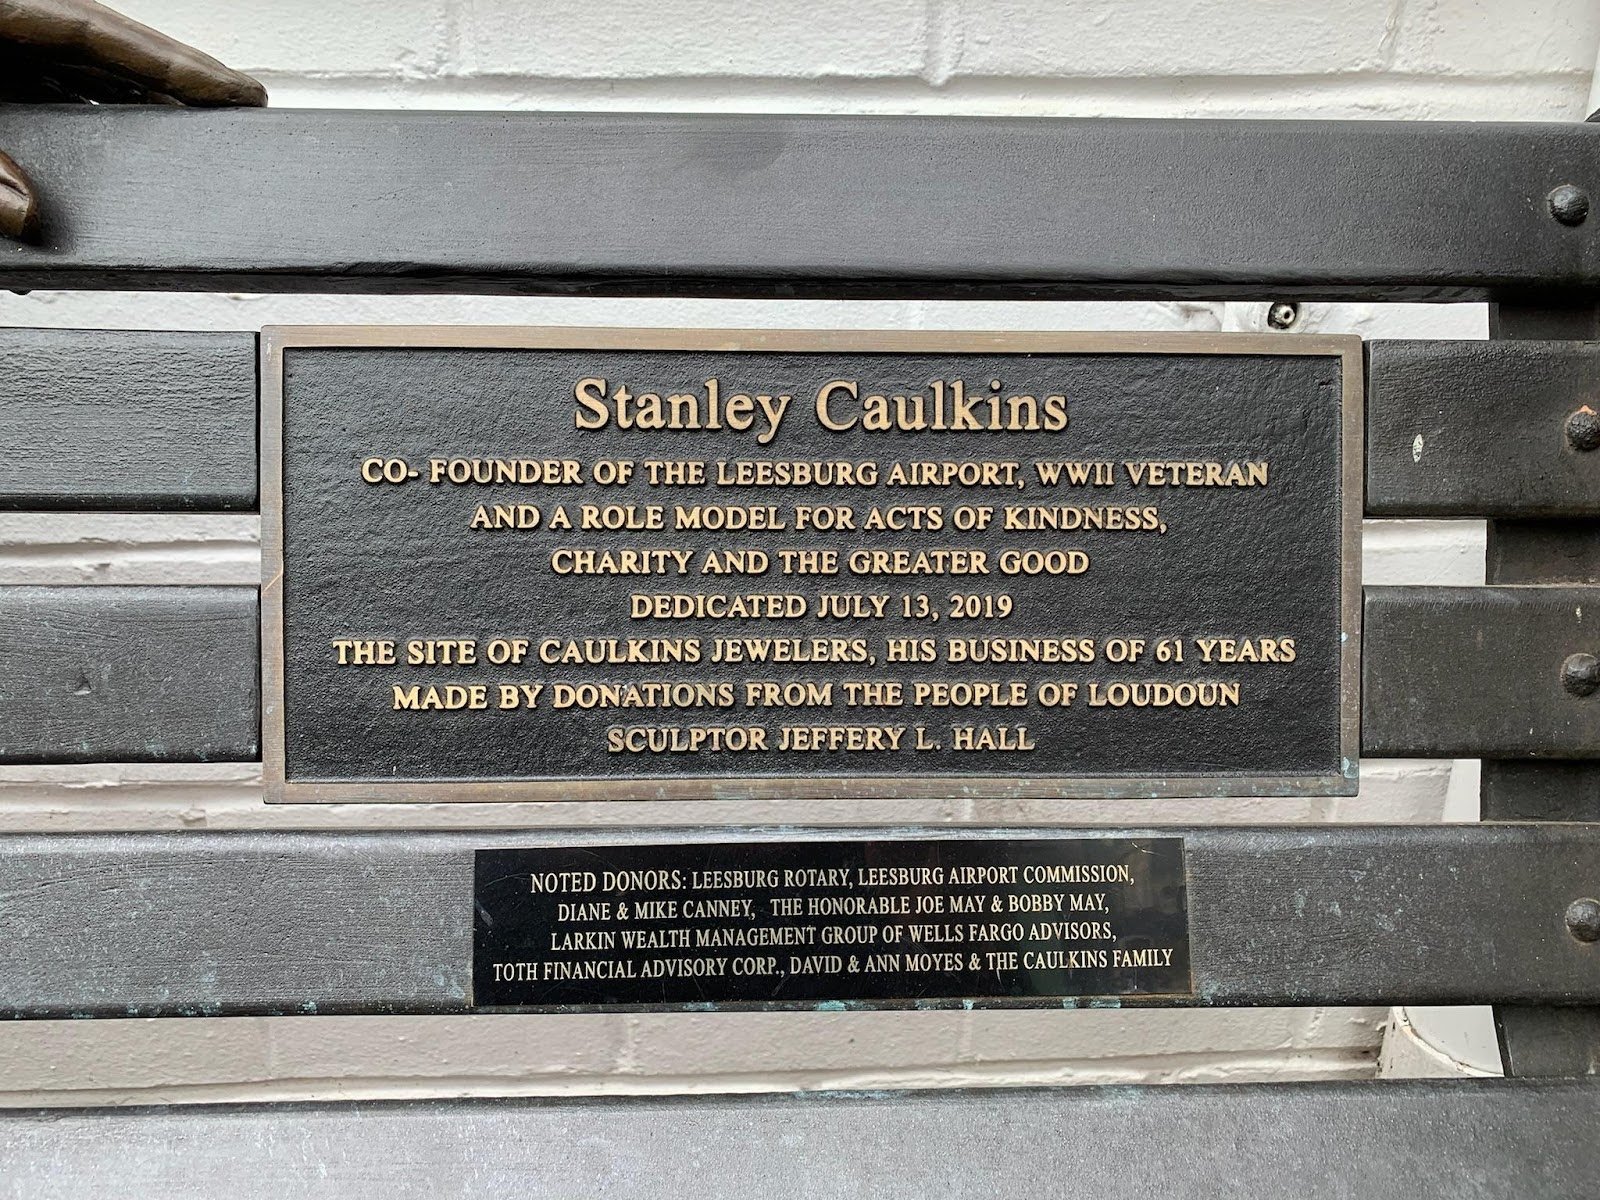 Stanley Caulkins
CO- FOUNDER OF THE LEESBURG AIRPORT, WWII VETERAN
AND A ROLE MODEL FOR ACTS OF KINDNESS,
CHARITY AND THE GREATER GOOD
DEDICATED JULY 13, 2019
THE SITE OF CAULKINS JEWELERS, HIS BUSINESS OF 61 YEARS
MADE BY DONATIONS FROM THE PEOPLE OF LOUDOUN
SCULPTOR JEFFERY L. HALL
NOTED DONORS: LEESBURG ROTARY, LEESBURG AIRPORT COMMISSION,
DIANE & MIKE CANNEY, THE HONORABLE JOE MAY & BOBBY MAY,
LARKIN WEALTH MANAGEMENT GROUP OF WELLS FARGO ADVISORS,
TOTH FINANCIAL ADVISORY CORP., DAVID & ANN MOYES & THE CAULKINS FAMILY